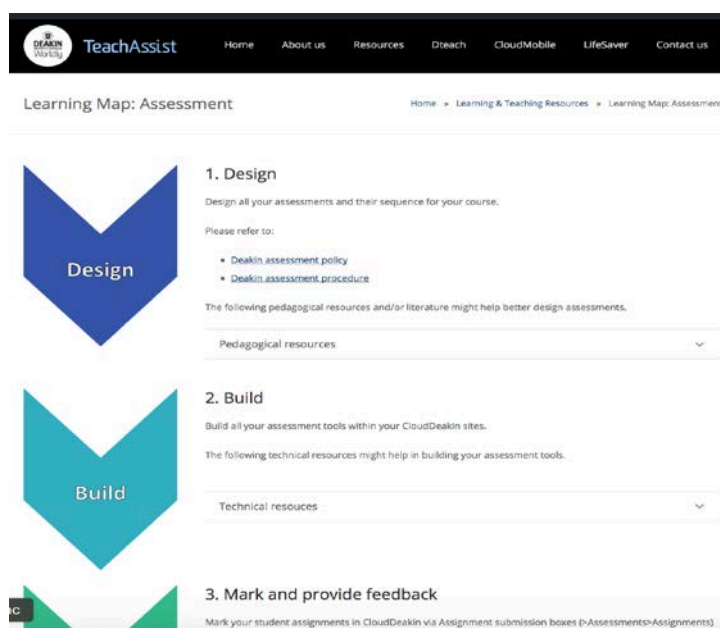 DEAKIN
Worldly
TeachAssist
Home About us Resources Dteach CloudMobile LifeSaver Contact us
Learning Map: Assessment
Home » Learning & Teaching Resources » Learning Map: Assessment
Design
1. Design
Design all your assessments and their sequence for your course.
Please refer to:
Deakin assessment policy
Deakin assessment procedure
The following pedagogical resources and/or literature might help better design assessments.
Pedagogical resources
Build
2. Build
Build all your assessment tools within your CloudDeakin sites.
The following technical resources might help in building your assessment tools.
Technical resouces
3. Mark and provide feedback
Mark your student assignments in CloudDeakin via Assignment submission boxes (>Assessments>Assignments)